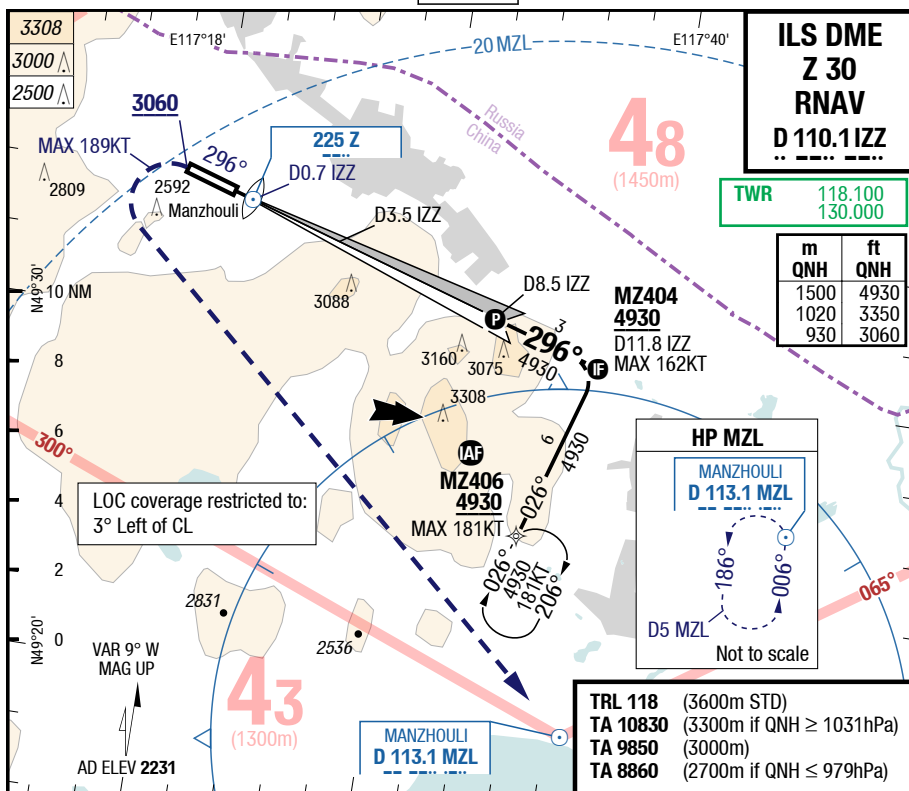 3308
3000
2500
E117°18'
20 MZL
E117°40'
ILS DME
Z 30
RNAV
D 110.1 IZZ
TWR 118.100
130.000
m ft
QNH QNH
1500 4930
1020 3350
930 3060
3060
MAX 189KT
296°
225 Z
D0.7 IZZ
Russia
China
48
(1450m)
2809
2592
Manzhouli
D3.5 IZZ
N49°30'
10 NM
3088
D8.5 IZZ
P
MZ404
4930
D11.8 IZZ
MAX 162KT
IF
3
296°
4930
8
3160
3075
3308
6
300°
IAF
MZ406
4930
MAX 181KT
6
4930
026°
4
LOC coverage restricted to:
3° Left of CL
026°
4930
181KT
206°
HP MZL
MANZHOULI
D 113.1 MZL
186°
006°
D5 MZL
Not to scale
065°
2
2831
2536
N49°20'
0
VAR 9° W
MAG UP
43
(1300m)
AD ELEV 2231
MANZHOULI
D 113.1 MZL
TRL 118 (3600m STD)
TA 10830 (3300m if QNH ≥ 1031hPa)
TA 9850 (3000m)
TA 8860 (2700m if QNH ≤ 979hPa)